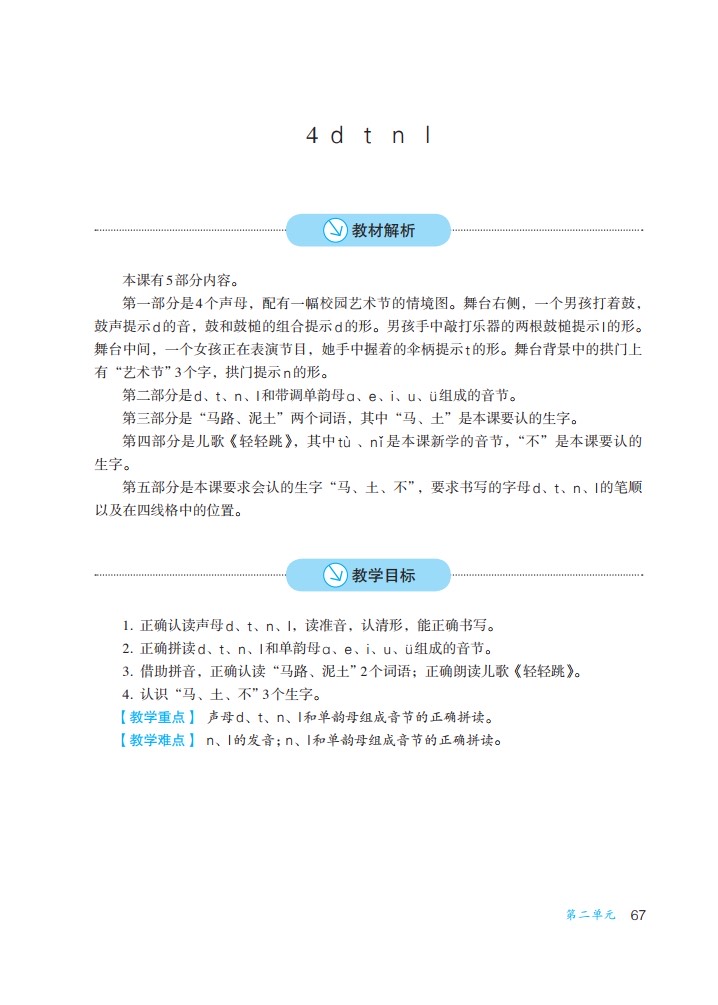 4 d t n l
教材解析
本课有5部分内容。
第一部分是4个声母，配有一幅校园艺术节的情境图。舞台右侧，一个男孩打着鼓，
鼓声提示d的音，鼓和鼓槌的组合提示d的形。男孩手中敲打乐器的两根鼓槌提示l的形。
舞台中间，一个女孩正在表演节目，她手中握着的伞柄提示t的形。舞台背景中的拱门上
有“艺术节”3个字，拱门提示n的形。
第二部分是d、t、n、l和带调单韵母ɑ、e、i、u、ü组成的音节。
第三部分是“马路、泥土”两个词语，其中“马、土”是本课要认的生字。
第四部分是儿歌《轻轻跳》，其中tù、nǐ是本课新学的音节，“不”是本课要认的
生字。
第五部分是本课要求会认的生字“马、土、不”，要求书写的字母d、t、n、l的笔顺
以及在四线格中的位置。
教学目标
1. 正确认读声母d、t、n、l，读准音，认清形，能正确书写。
2. 正确拼读d、t、n、l和单韵母ɑ、e、i、u、ü组成的音节。
3. 借助拼音，正确认读“马路、泥土”2个词语；正确朗读儿歌《轻轻跳》。
4. 认识“马、土、不”3个生字。
【教学重点】 声母d、t、n、l和单韵母组成音节的正确拼读。
【教学难点】 n、l的发音；n、l和单韵母组成音节的正确拼读。
第二单元 67